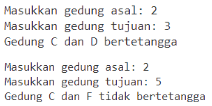 Masukkan gedung asal: 2
Masukkan gedung tujuan: 3
Gedung C dan D bertetangga
Masukkan gedung asal: 2
Masukkan gedung tujuan: 5
Gedung C dan F tidak bertetangga